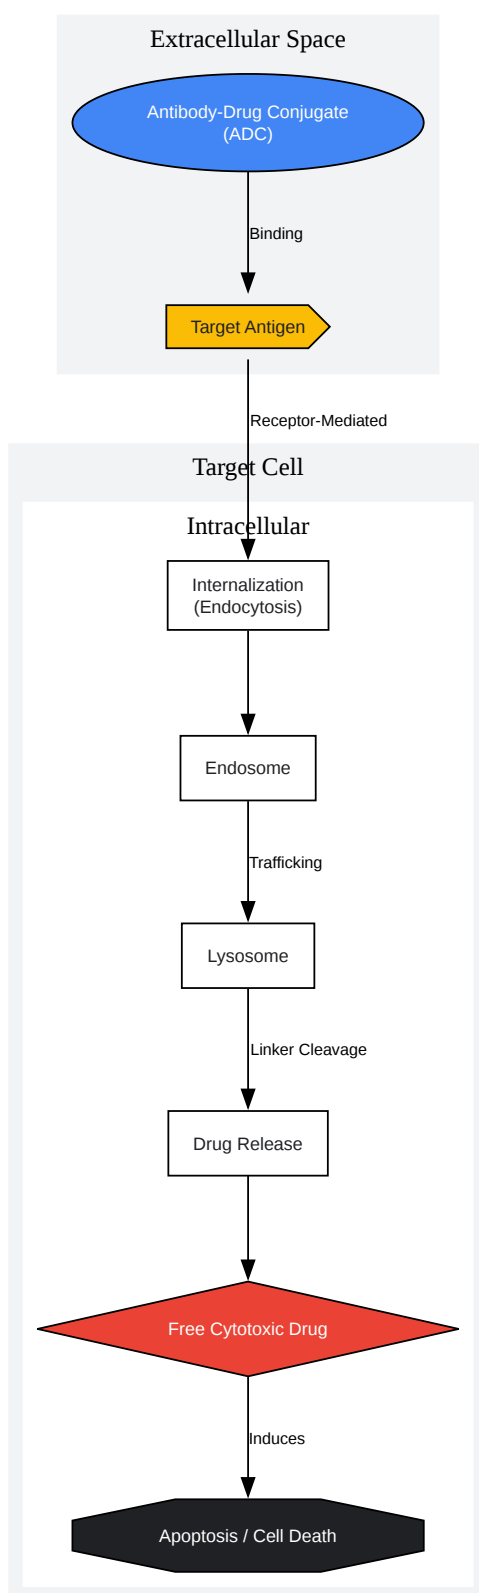 Extracellular Space
Antibody-Drug Conjugate
(ADC)
Binding
Target Antigen
Receptor-Mediated
Target Cell
Intracellular
Internalization
(Endocytosis)
Endosome
Trafficking
Lysosome
Linker Cleavage
Drug Release
Free Cytotoxic Drug
Induces
Apoptosis / Cell Death